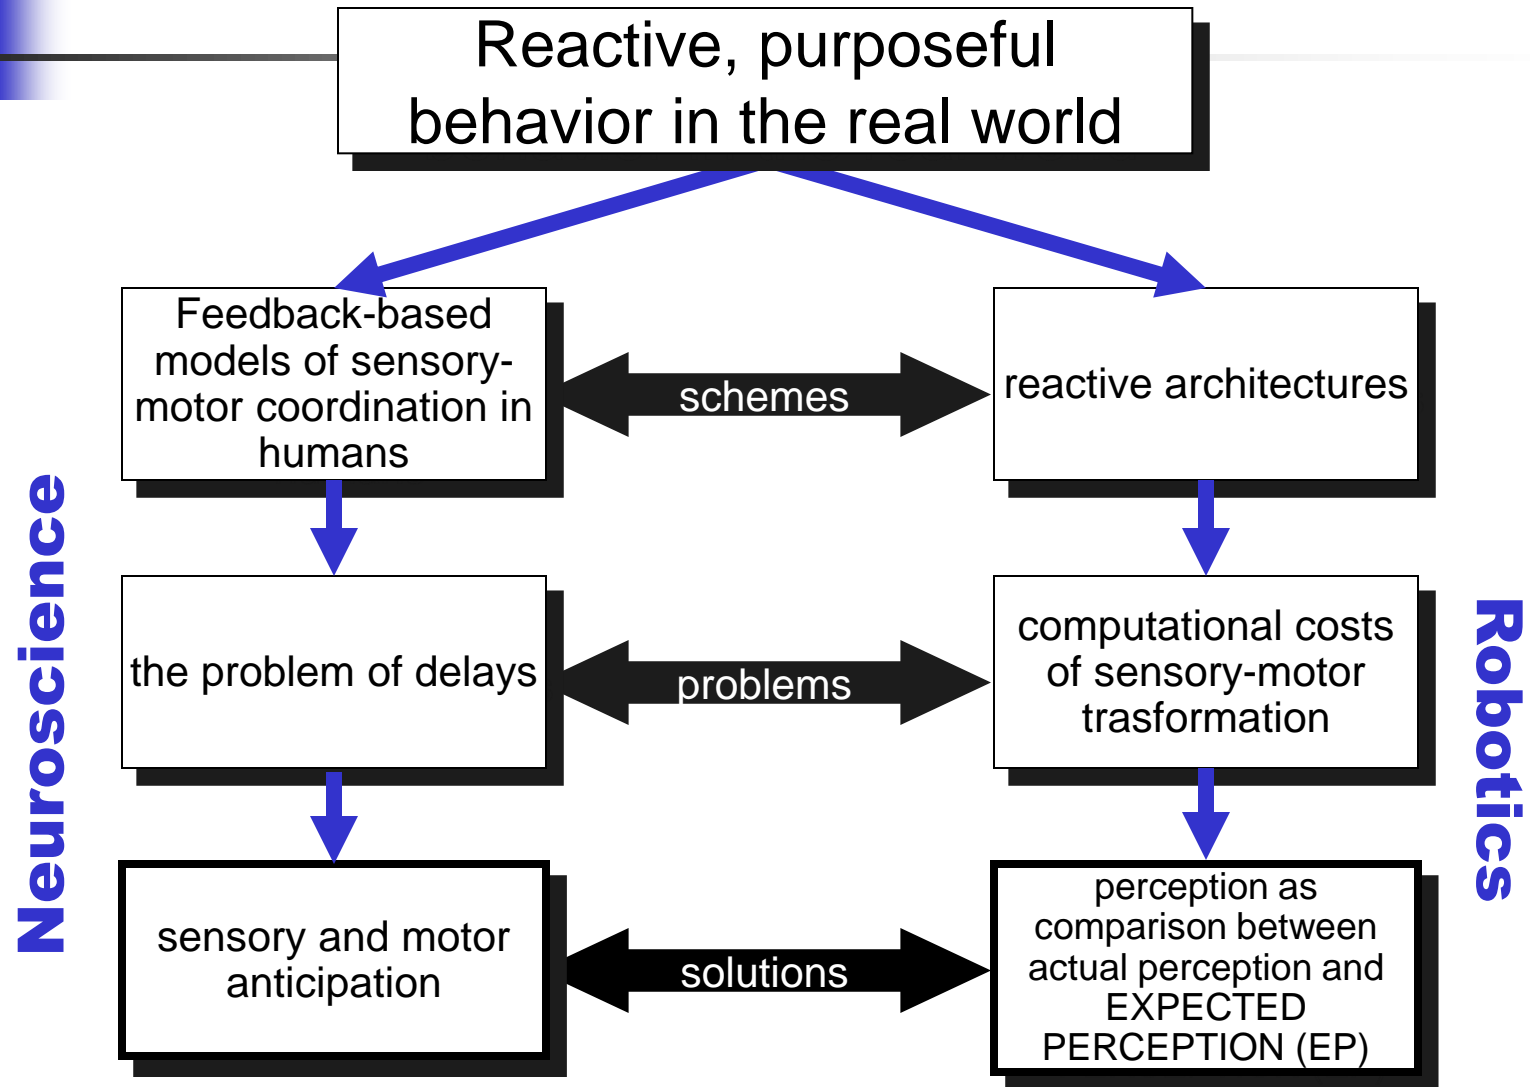 Reactive, purposeful
behavior in the real world
Feedback-based
models of sensory-
motor coordination in
humans
schemes
reactive architectures
Neuroscience
the problem of delays
problems
computational costs
of sensory-motor
trasformation
Robotics
sensory and motor
anticipation
solutions
perception as
comparison between
actual perception and
EXPECTED
PERCEPTION (EP)